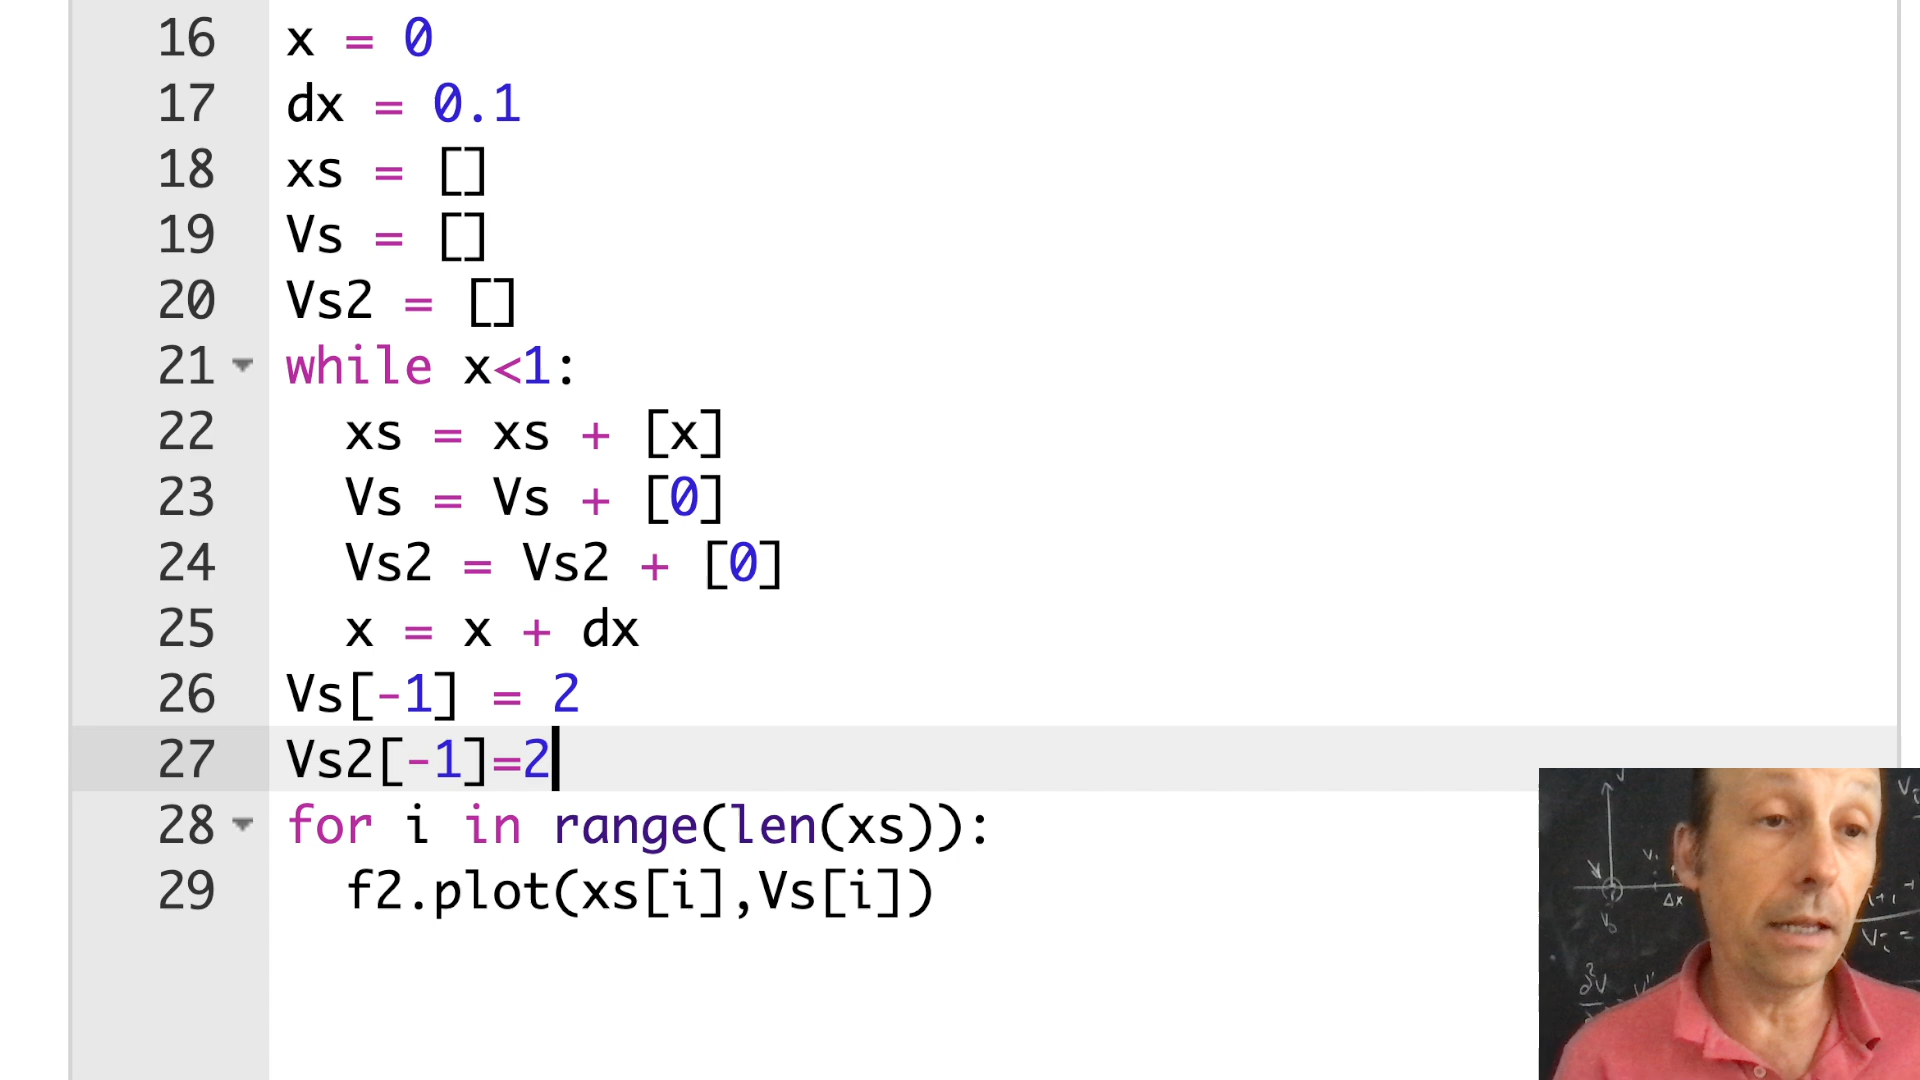 16 x = 0
17 dx = 0.1
18 xs = []
19 Vs = []
20 Vs2 = []
21 while x<1:
22   xs = xs + [x]
23   Vs = Vs + [0]
24   Vs2 = Vs2 + [0]
25   x = x + dx
26 Vs[-1] = 2
27 Vs2[-1]=2
28 for i in range(len(xs)):
29   f2.plot(xs[i],Vs[i])
Δx